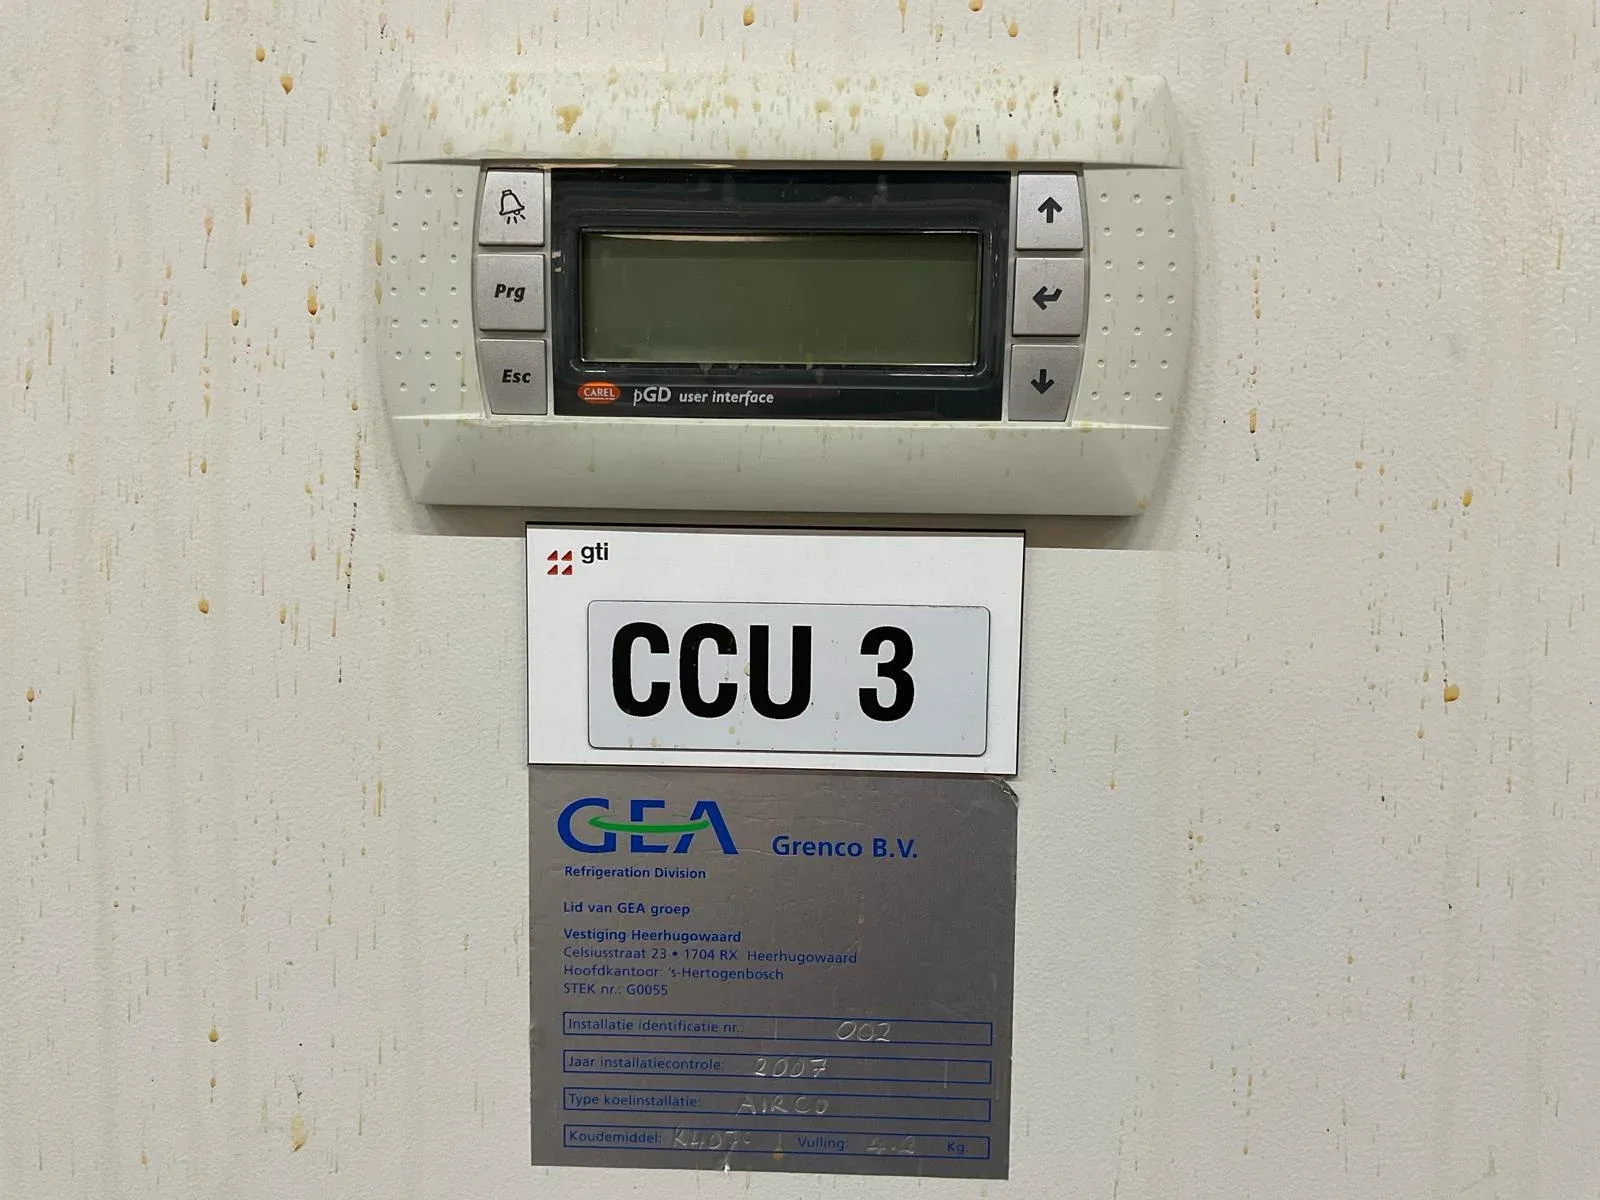 Prg
Esc
CAREL
pGD user interface
gti
CCU 3
GEA
Grenco B.V.
Refrigeration Division
Lid van GEA groep
Vestiging Heerhugowaard
Celsiusstraat 23 • 1704 RX Heerhugowaard
Hoofdkantoor: 's-Hertogenbosch
STEK nr.: G0055
Installatie identificatie nr.: 002
Jaar installatiecontrole: 2007
Type koelinstallatie: AIRCO
Koudemiddel: R407C Vulling: 4.2 Kg.